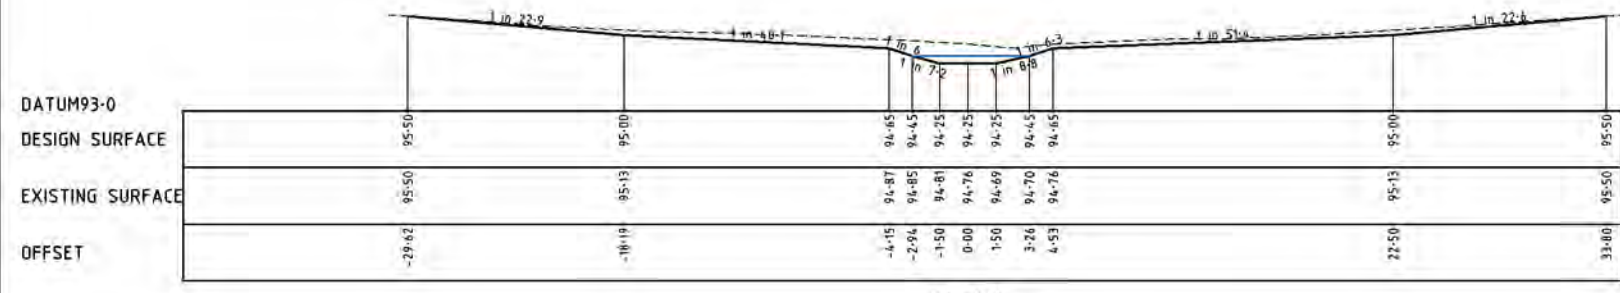 1 in 22·9
1 in 48·1
1 in 6
1 in 7·2
1 in 8·8
1 in 6·3
1 in 51·4
1 in 22·6
DATUM93·0
DESIGN SURFACE 95·50 95·00 94·65 94·45 94·25 94·25 94·25 94·45 94·65 95·00 95·50
EXISTING SURFACE 95·50 95·13 94·87 94·85 94·81 94·76 94·69 94·70 94·76 95·13 95·50
OFFSET -29·62 -18·19 -4·15 -2·94 -1·50 0·00 1·50 3·26 4·53 22·50 33·80